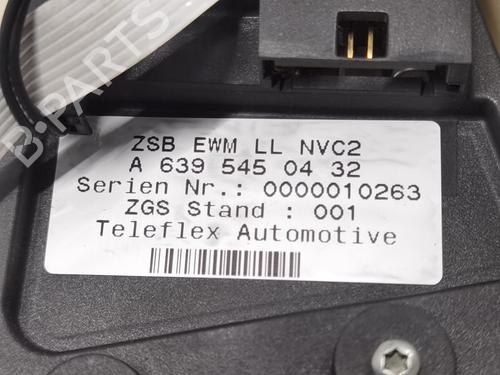 B-PARTS
ZSB EWM LL NVC2
A 639 545 04 32
Serien Nr.: 0000010263
ZGS Stand : 001
Teleflex Automotive